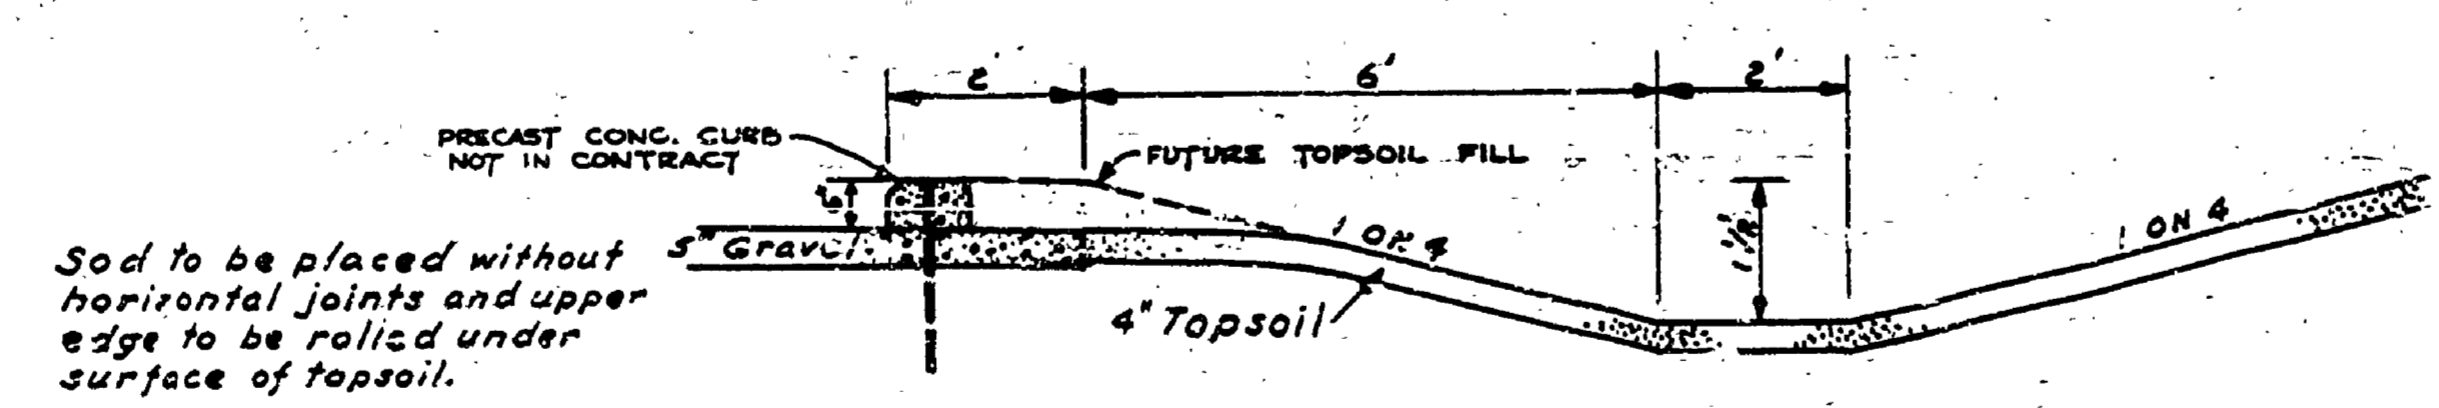 2' 6' 2'
PRECAST CONC. CURB
NOT IN CONTRACT
FUTURE TOPSOIL FILL
6"
5" Gravel
1 ON 4
1 ON 4
4" Topsoil
Sod to be placed without
horizontal joints and upper
edge to be rolled under
surface of topsoil.